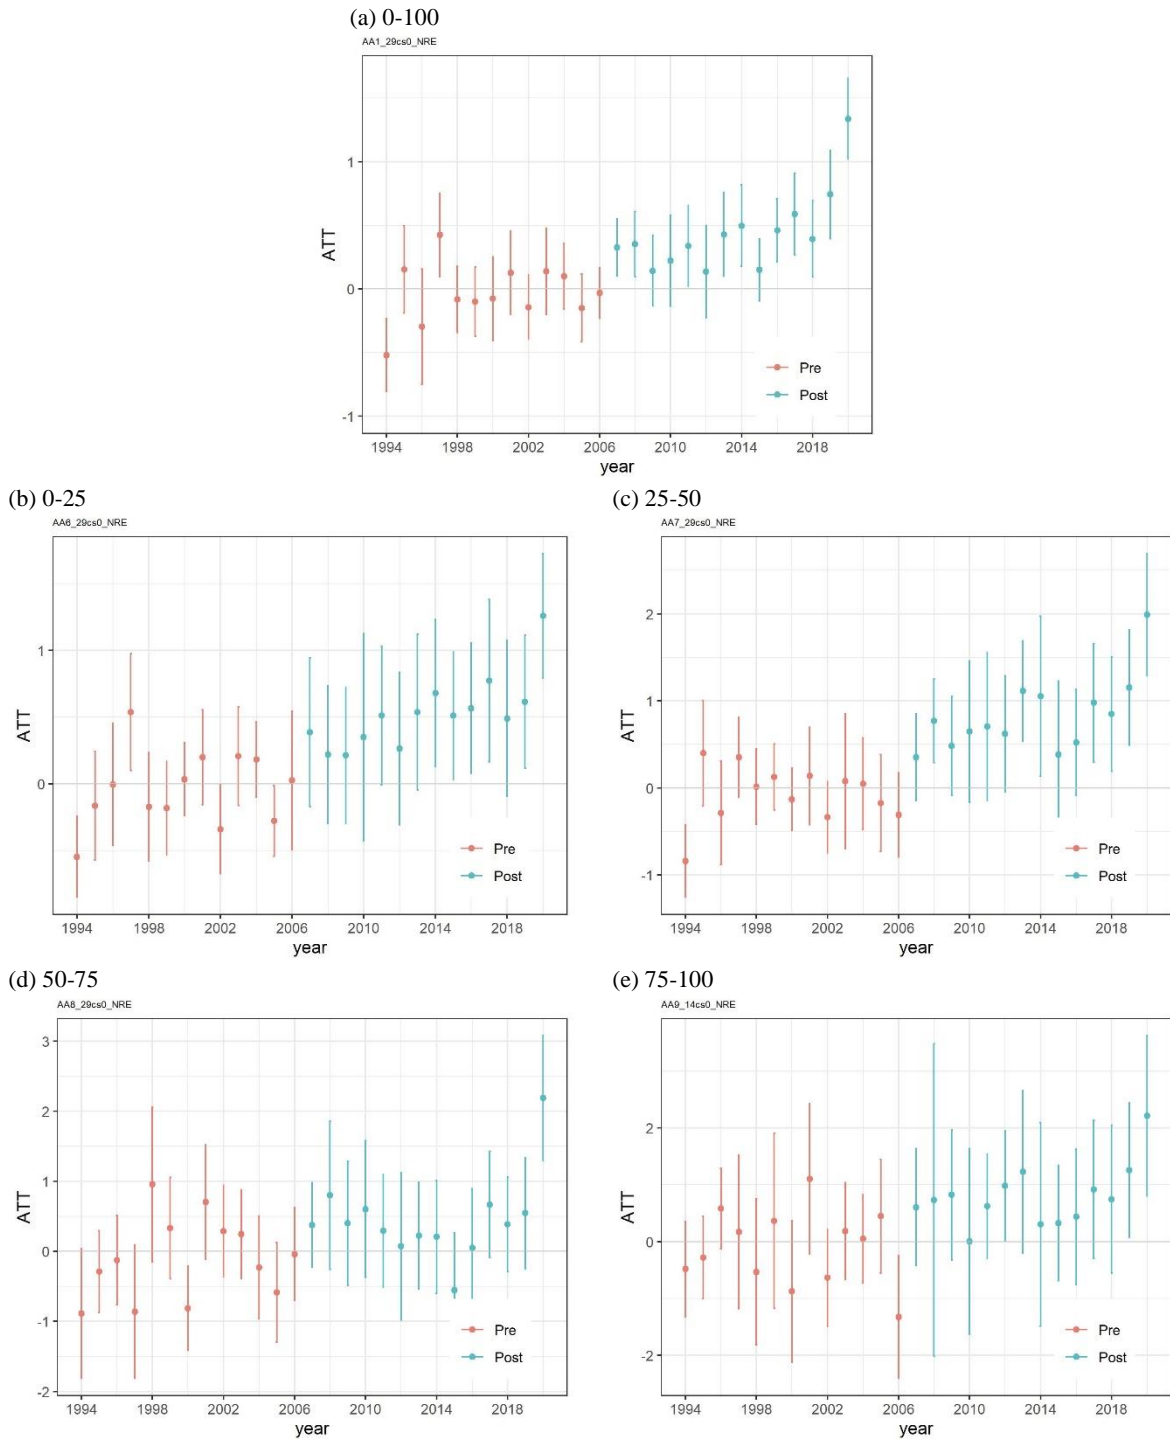 (a) 0-100
AA1_29cs0_NRE
ATT
1
0
-1
Pre
Post
1994 1998 2002 2006 2010 2014 2018
year
(b) 0-25
AA6_29cs0_NRE
ATT
1
0
Pre
Post
1994 1998 2002 2006 2010 2014 2018
year
(c) 25-50
AA7_29cs0_NRE
ATT
2
1
0
-1
Pre
Post
1994 1998 2002 2006 2010 2014 2018
year
(d) 50-75
AA8_29cs0_NRE
ATT
3
2
1
0
-1
-2
Pre
Post
1994 1998 2002 2006 2010 2014 2018
year
(e) 75-100
AA9_14cs0_NRE
ATT
2
0
-2
Pre
Post
1994 1998 2002 2006 2010 2014 2018
year